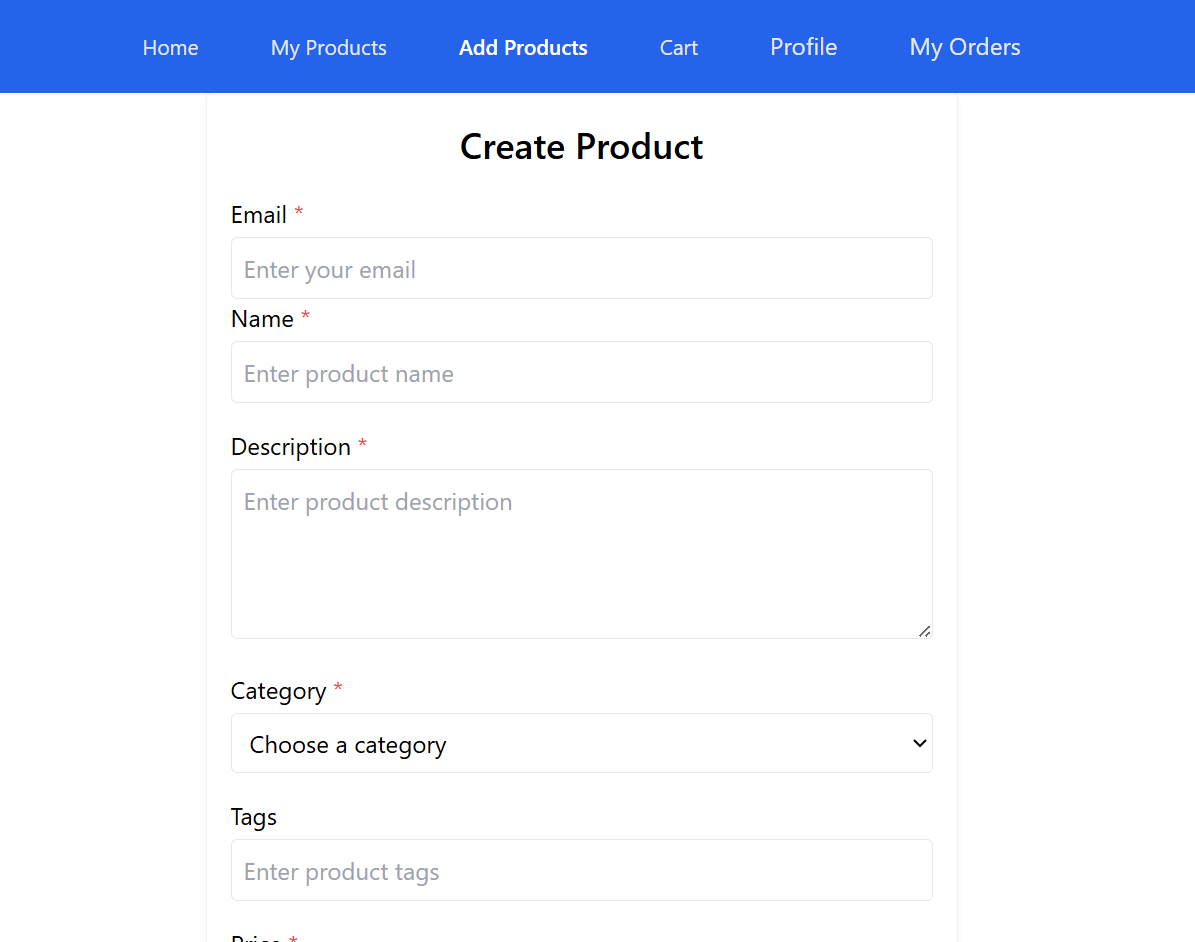 Home My Products Add Products Cart Profile My Orders
Create Product
Email *
Enter your email
Name *
Enter product name
Description *
Enter product description
Category *
Choose a category
Tags
Enter product tags
Price *